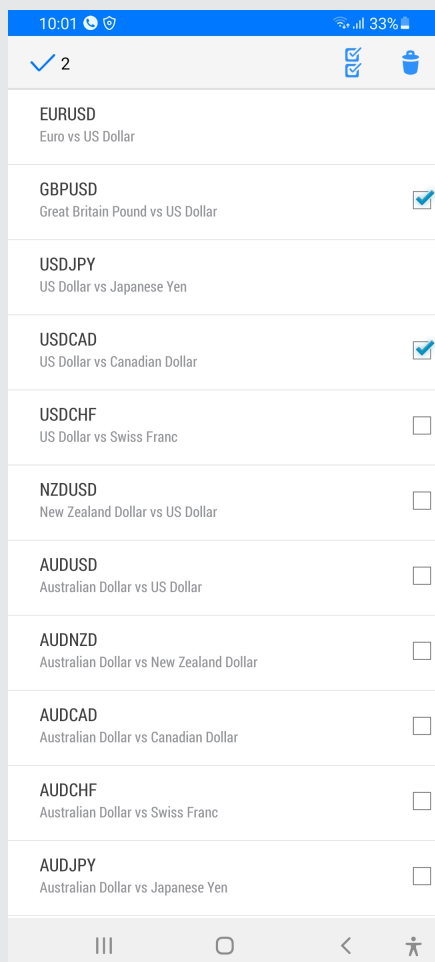 10:01 33%
2
EURUSD
Euro vs US Dollar
GBPUSD
Great Britain Pound vs US Dollar
USDJPY
US Dollar vs Japanese Yen
USDCAD
US Dollar vs Canadian Dollar
USDCHF
US Dollar vs Swiss Franc
NZDUSD
New Zealand Dollar vs US Dollar
AUDUSD
Australian Dollar vs US Dollar
AUDNZD
Australian Dollar vs New Zealand Dollar
AUDCAD
Australian Dollar vs Canadian Dollar
AUDCHF
Australian Dollar vs Swiss Franc
AUDJPY
Australian Dollar vs Japanese Yen